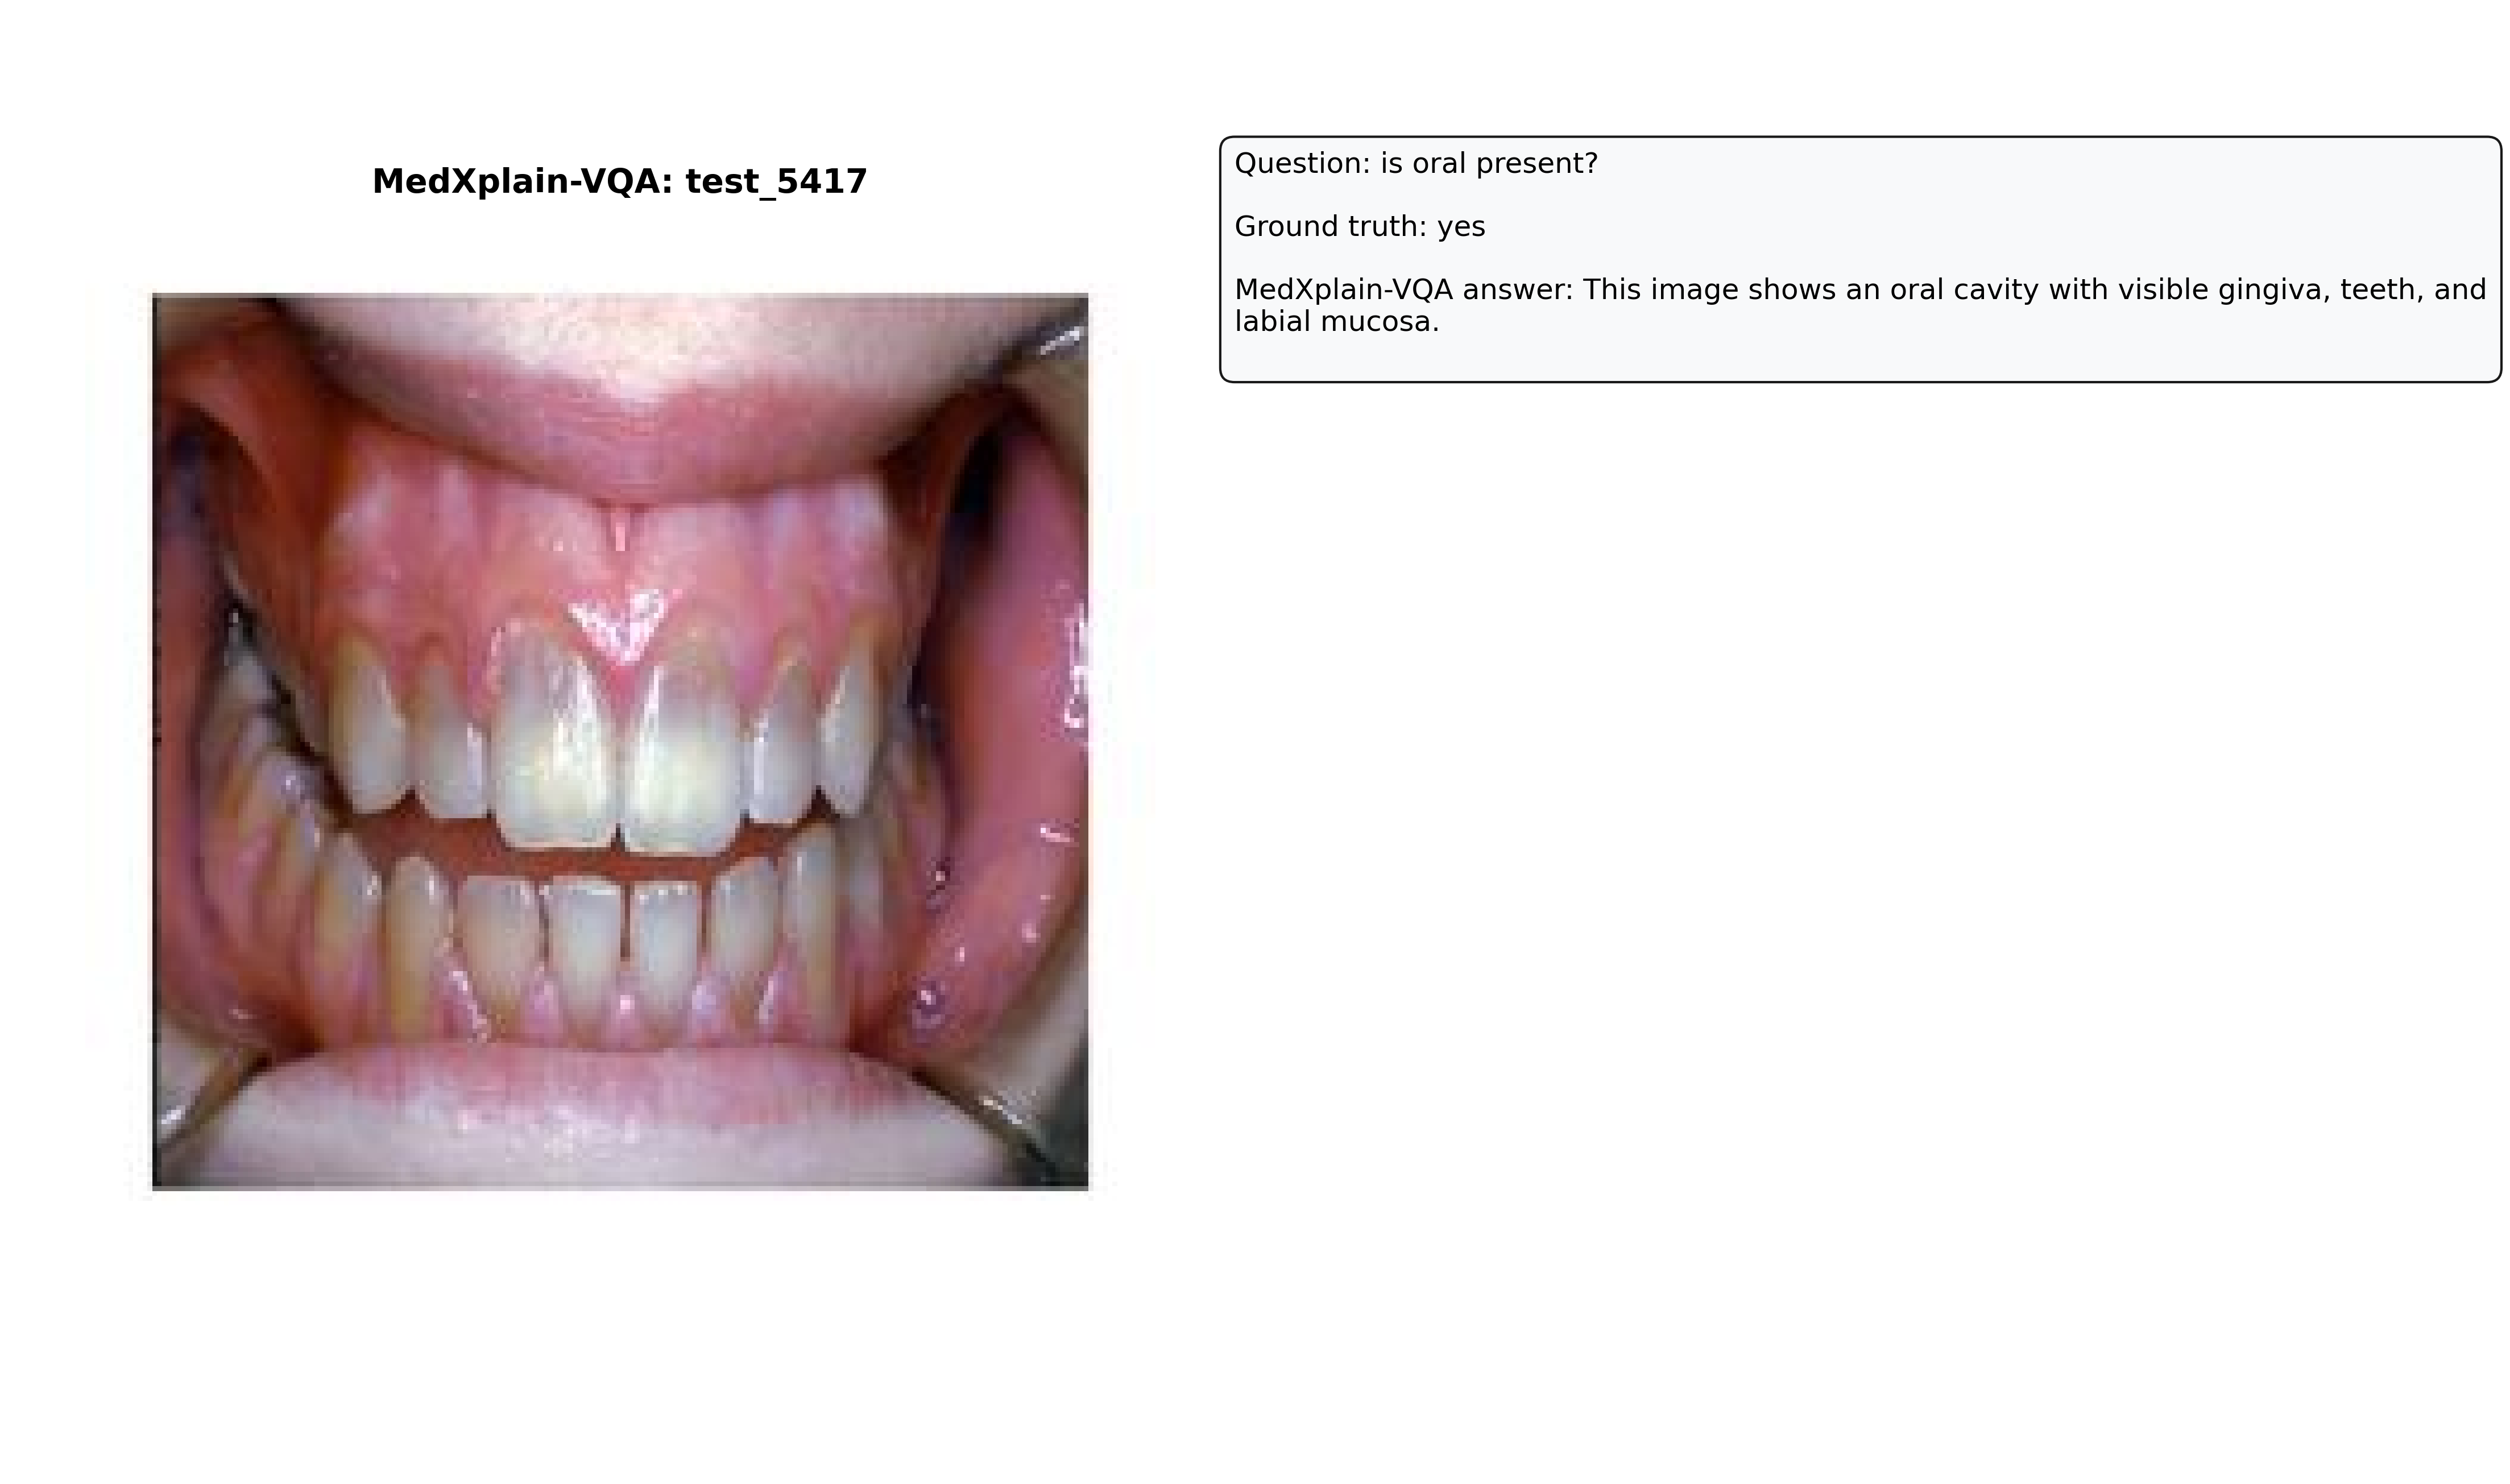 MedXplain-VQA: test_5417
Question: is oral present?
Ground truth: yes
MedXplain-VQA answer: This image shows an oral cavity with visible gingiva, teeth, and
labial mucosa.